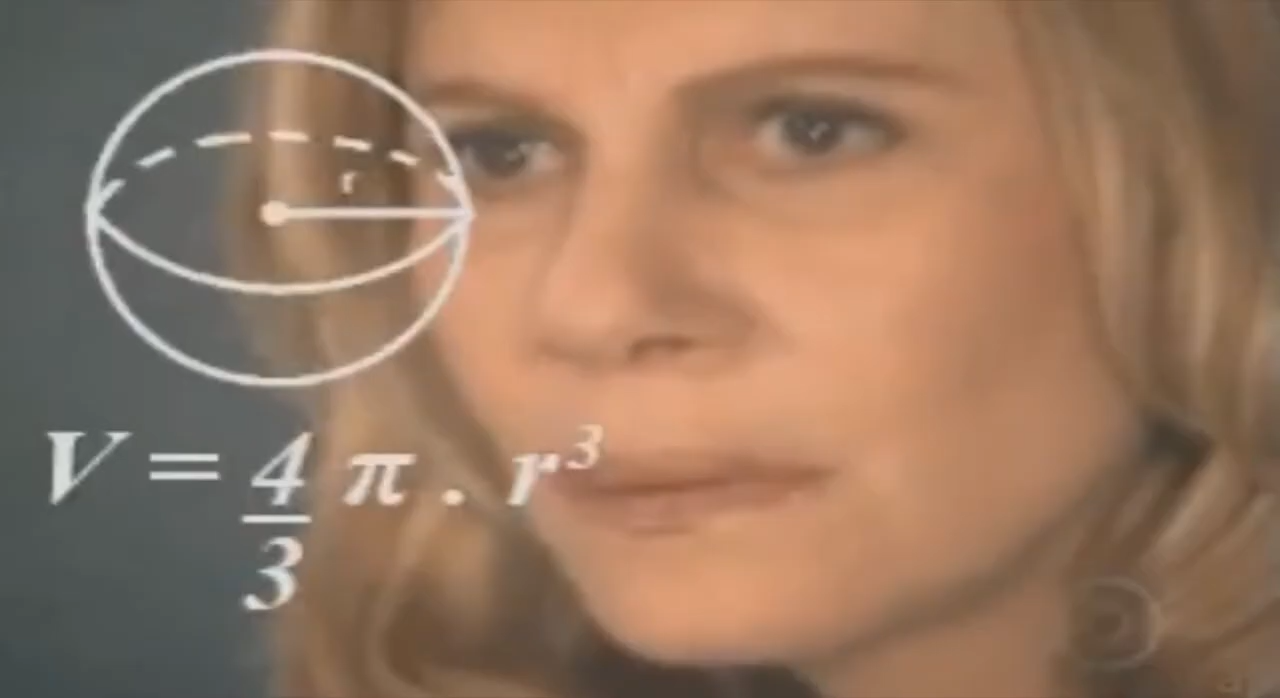 r
V = 4/3 π . r³